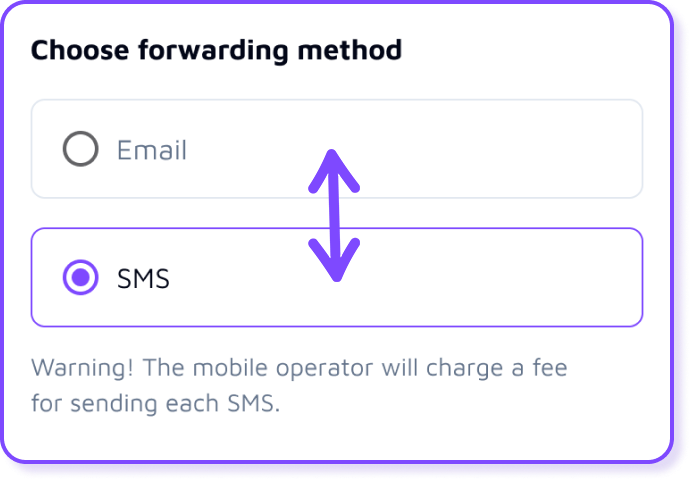 Choose forwarding method
Email
SMS
Warning! The mobile operator will charge a fee
for sending each SMS.